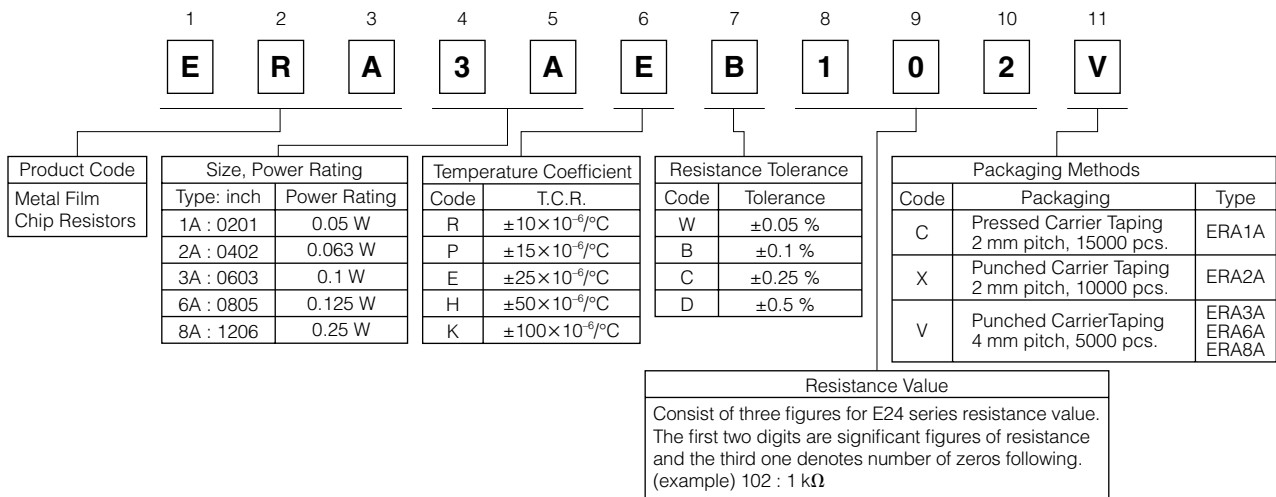 1 2 3 4 5 6 7 8 9 10 11
E R A 3 A E B 1 0 2 V
Product Code
Metal Film
Chip Resistors
Size, Power Rating
Type: inch Power Rating
1A : 0201 0.05 W
2A : 0402 0.063 W
3A : 0603 0.1 W
6A : 0805 0.125 W
8A : 1206 0.25 W
Temperature Coefficient
Code T.C.R.
R ±10×10⁻⁶/°C
P ±15×10⁻⁶/°C
E ±25×10⁻⁶/°C
H ±50×10⁻⁶/°C
K ±100×10⁻⁶/°C
Resistance Tolerance
Code Tolerance
W ±0.05 %
B ±0.1 %
C ±0.25 %
D ±0.5 %
Packaging Methods
Code Packaging Type
C Pressed Carrier Taping
2 mm pitch, 15000 pcs. ERA1A
X Punched Carrier Taping
2 mm pitch, 10000 pcs. ERA2A
V Punched CarrierTaping
4 mm pitch, 5000 pcs. ERA3A
ERA6A
ERA8A
Resistance Value
Consist of three figures for E24 series resistance value.
The first two digits are significant figures of resistance
and the third one denotes number of zeros following.
(example) 102 : 1 kΩ